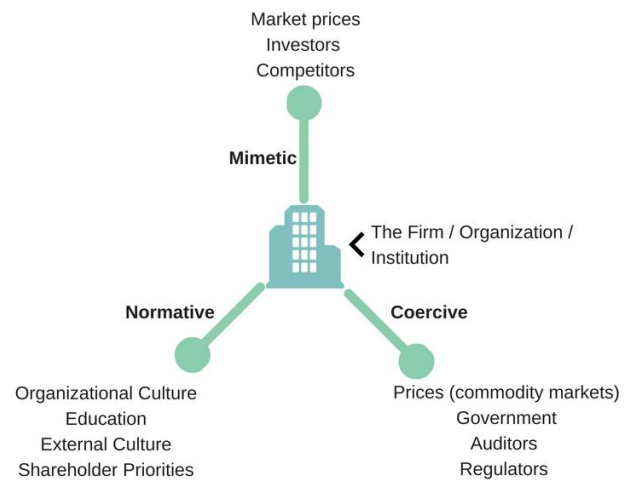 Market prices
Investors
Competitors
Mimetic
The Firm / Organization /
Institution
Normative
Coercive
Organizational Culture
Education
External Culture
Shareholder Priorities
Prices (commodity markets)
Government
Auditors
Regulators